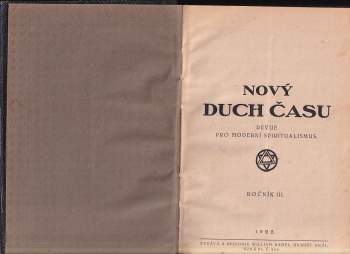 NOVÝ
DUCH ČASU
REVUE
PRO MODERNÍ SPIRITUALISMUS.
ROČNÍK III.